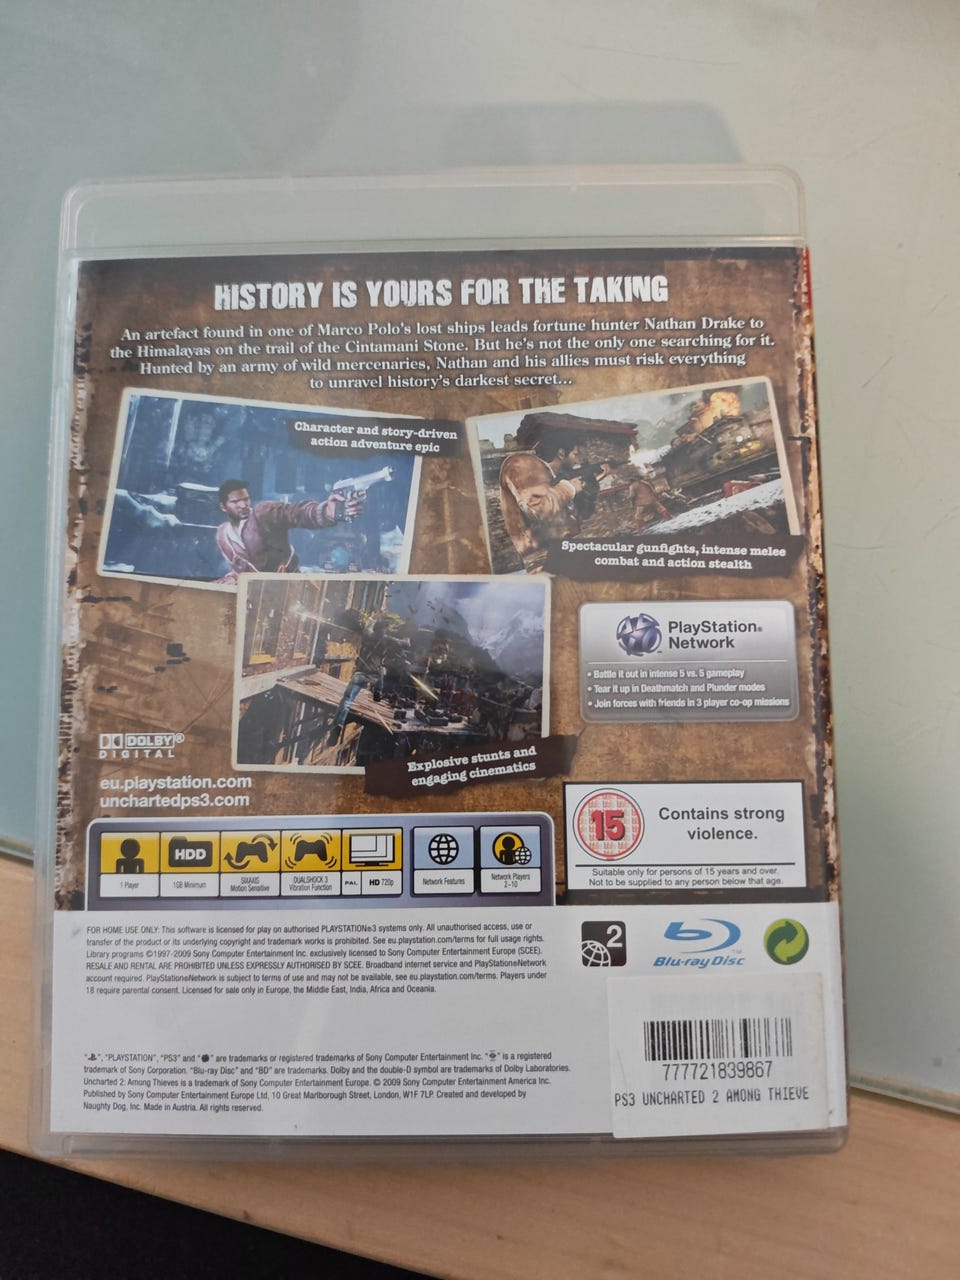 HISTORY IS YOURS FOR THE TAKING
An artefact found in one of Marco Polo's lost ships leads fortune hunter Nathan Drake to
the Himalayas on the trail of the Cintamani Stone. But he's not the only one searching for it.
Hunted by an army of wild mercenaries, Nathan and his allies must risk everything
to unravel history's darkest secret...
Character and story-driven
action adventure epic
Spectacular gunfights, intense melee
combat and action stealth
Explosive stunts and
engaging cinematics
PlayStation®
Network
• Battle it out in intense 5 vs. 5 gameplay
• Tear it up in Deathmatch and Plunder modes
• Join forces with friends in 3 player co-op missions
DOLBY®
DIGITAL
eu.playstation.com
unchartedps3.com
15
Contains strong
violence.
Suitable only for persons of 15 years and over.
Not to be supplied to any person below that age.
HDD
1 Player
1GB Minimum
SIXAXIS
Motion Sensitive
DUALSHOCK 3
Vibration Function
PAL
HD 720p
Network Features
Network Players
2-10
FOR HOME USE ONLY: This software is licensed for play on authorised PLAYSTATION®3 systems only. All unauthorised access, use or
transfer of the product or its underlying copyright and trademark works is prohibited. See eu.playstation.com/terms for full usage rights.
Library programs ©1997-2009 Sony Computer Entertainment Inc. exclusively licensed to Sony Computer Entertainment Europe (SCEE).
RESALE AND RENTAL ARE PROHIBITED UNLESS EXPRESSLY AUTHORISED BY SCEE. Broadband internet service and PlayStation®Network
account required. PlayStation®Network is subject to terms of use and may not be available, see eu.playstation.com/terms. Players under
18 require parental consent. Licensed for sale only in Europe, the Middle East, India, Africa and Oceania.
2
Blu-ray Disc™
"", "PLAYSTATION", "PS3" and "" are trademarks or registered trademarks of Sony Computer Entertainment Inc. "" is a registered
trademark of Sony Corporation. "Blu-ray Disc" and "BD" are trademarks. Dolby and the double-D symbol are trademarks of Dolby Laboratories.
Uncharted 2: Among Thieves is a trademark of Sony Computer Entertainment Europe. © 2009 Sony Computer Entertainment America Inc.
Published by Sony Computer Entertainment Europe Ltd, 10 Great Marlborough Street, London, W1F 7LP. Created and developed by
Naughty Dog, Inc. Made in Austria. All rights reserved.
777721839867
PS3 UNCHARTED 2 AMONG THIEVE